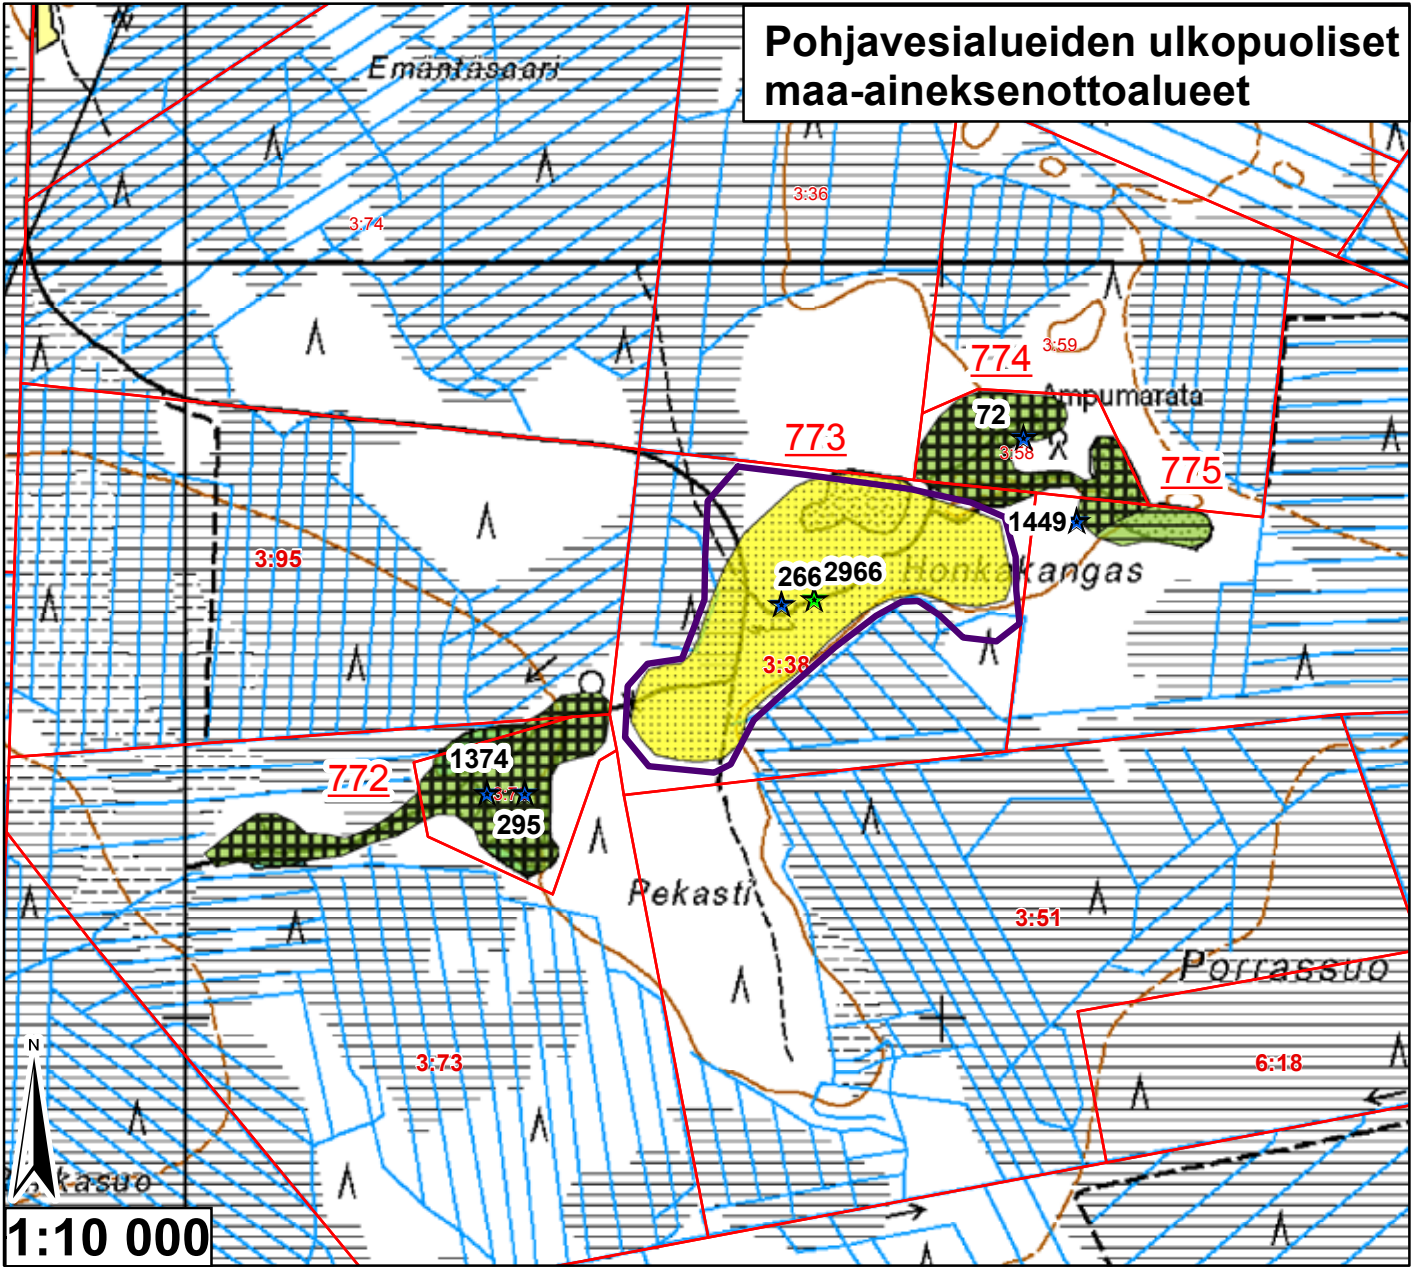 Pohjavesialueiden ulkopuoliset
maa-aineksenottoalueet
Emäntäsaari
3:36
3:74
3:59
774
Ampumarata
72
773
3:58
775
1449
3:95
266
2966
Honkakangas
3:38
1374
772
295
Pekasti
3:51
Porrassuo
N
3:73
6:18
1:10 000